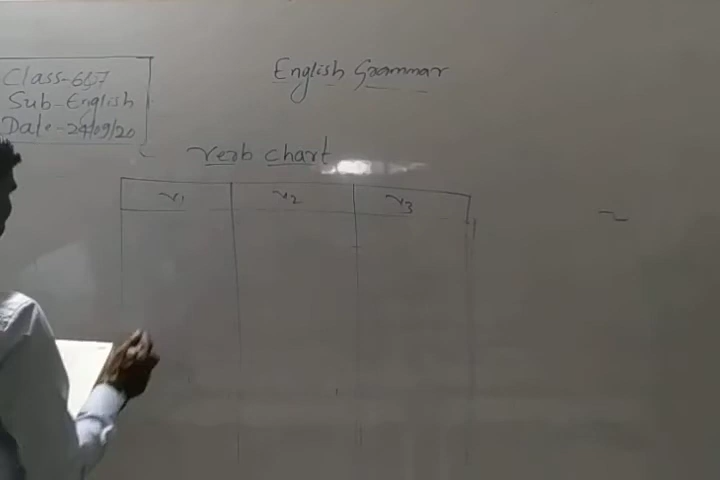 Class-6&7
Sub-English
Date-24/09/20
English Grammar
Verb chart
V1 V2 V3